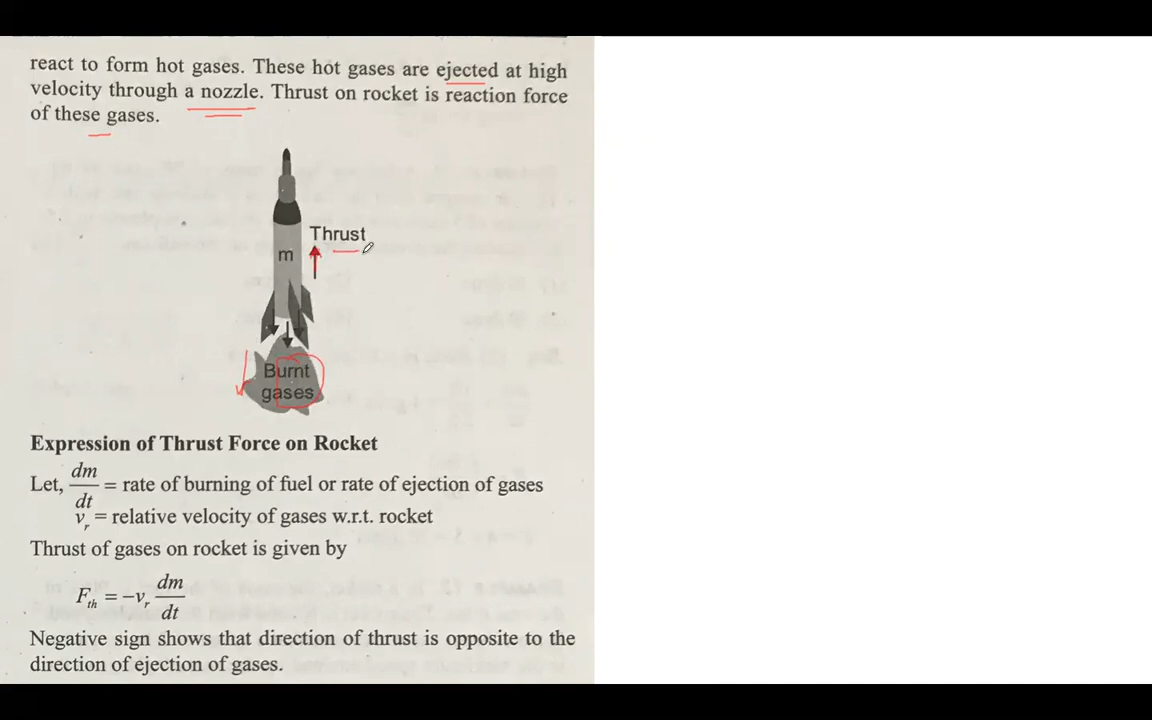 react to form hot gases. These hot gases are ejected at high
velocity through a nozzle. Thrust on rocket is reaction force
of these gases.
Thrust
m
Burnt
gases
Expression of Thrust Force on Rocket
Let, dm/dt = rate of burning of fuel or rate of ejection of gases
v_r = relative velocity of gases w.r.t. rocket
Thrust of gases on rocket is given by
F_th = −v_r dm/dt
Negative sign shows that direction of thrust is opposite to the
direction of ejection of gases.